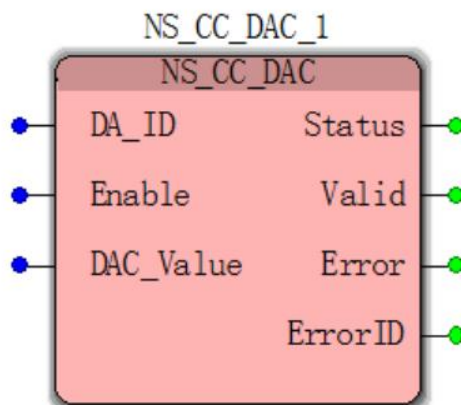 NS_CC_DAC_1
NS_CC_DAC
DA_ID Status
Enable Valid
DAC_Value Error
ErrorID